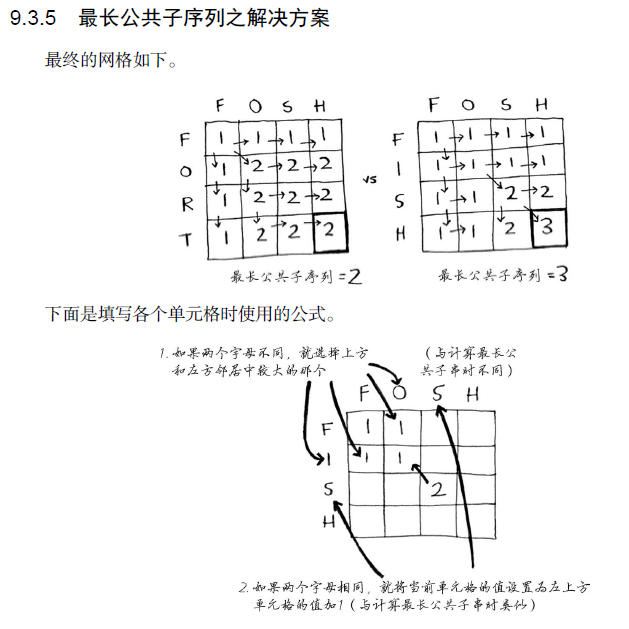 9.3.5 最长公共子序列之解决方案
最终的网格如下。
F O S H
F 1 1 1 1
O 1 2 2 2
R 1 2 2 2
T 1 2 2 2
最长公共子序列=2
vs
F O S H
F 1 1 1 1
I 1 1 1 1
S 1 1 2 2
H 1 1 2 3
最长公共子序列=3
下面是填写各个单元格时使用的公式。
1.如果两个字母不同，就选择上方
和左方邻居中较大的那个
（与计算最长公
共子串时不同）
F O S H
F 1 1
I 1 1
S 2
H
2.如果两个字母相同，就将当前单元格的值设置为左上方
单元格的值加1（与计算最长公共子串时类似）